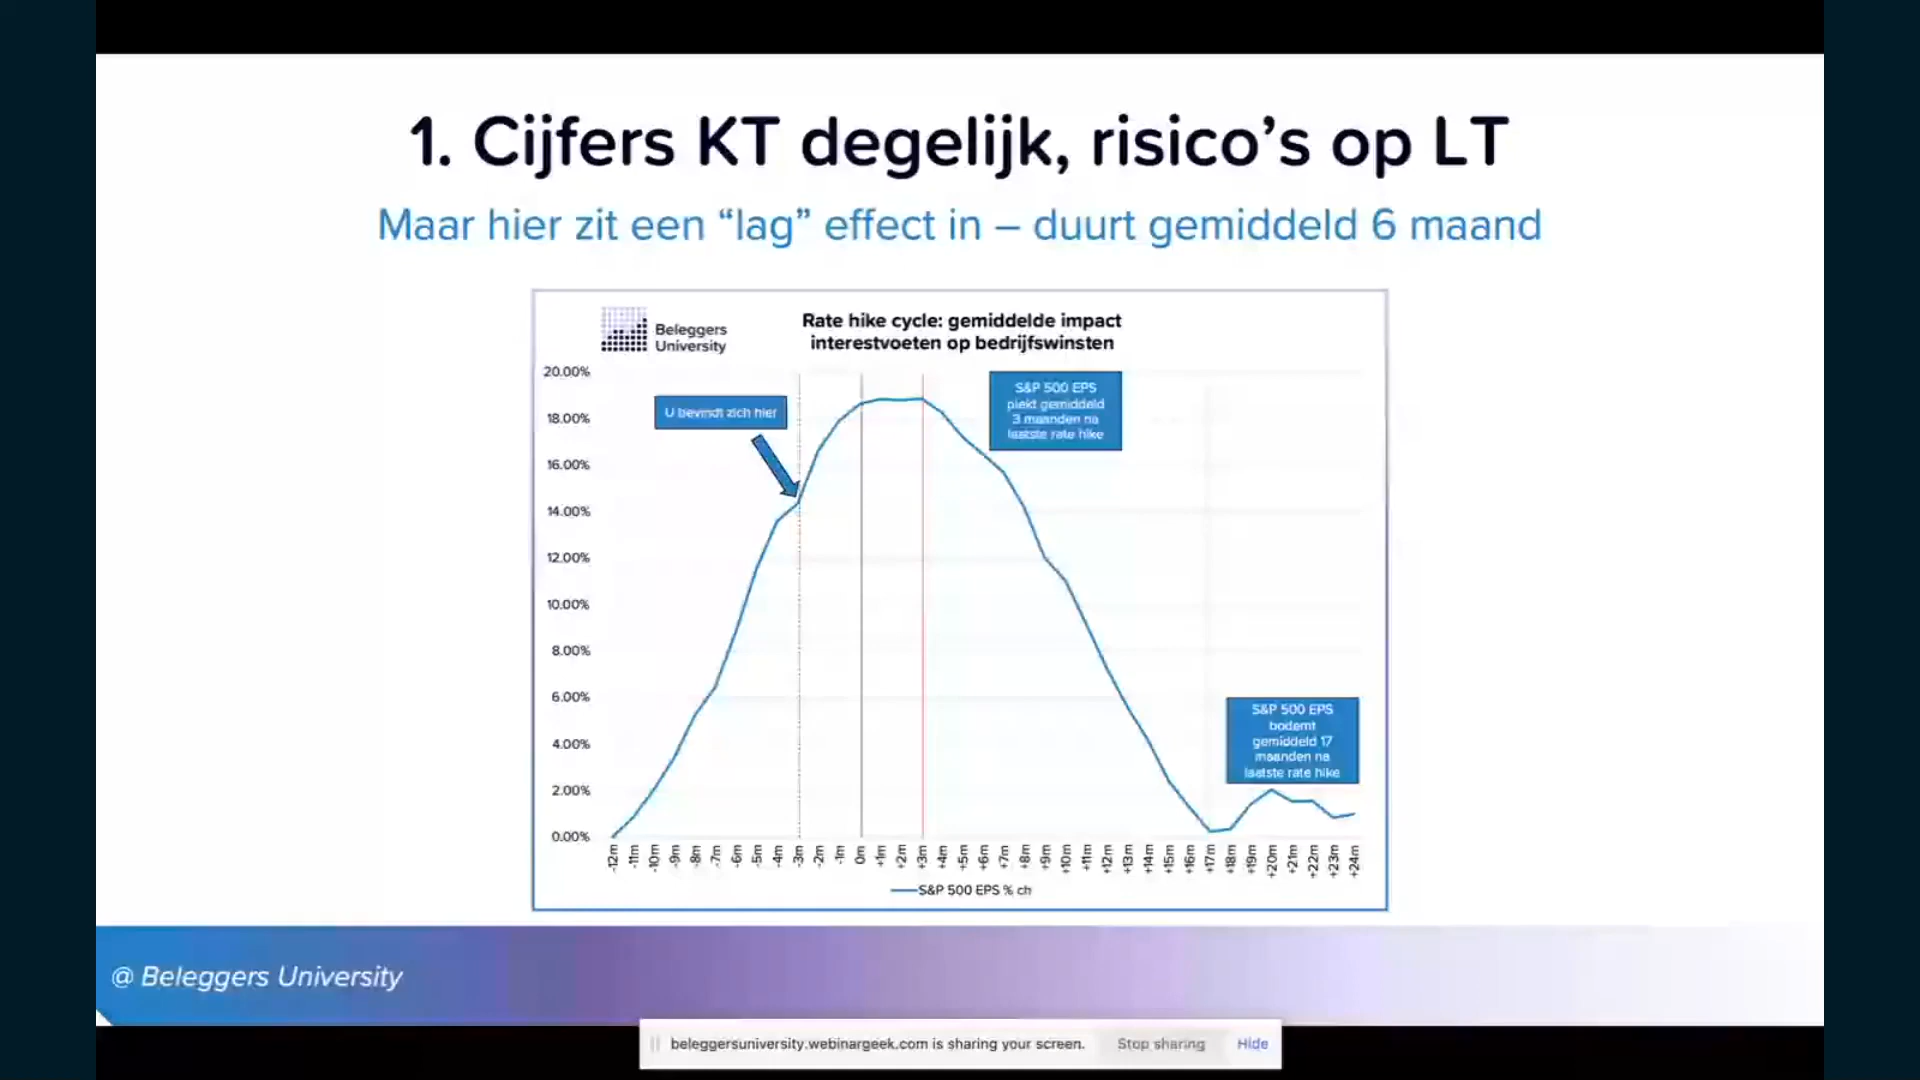 1. Cijfers KT degelijk, risico’s op LT
Maar hier zit een “lag” effect in – duurt gemiddeld 6 maand
Beleggers
University
Rate hike cycle: gemiddelde impact
interestvoeten op bedrijfswinsten
20.00%
18.00%
16.00%
14.00%
12.00%
10.00%
8.00%
6.00%
4.00%
2.00%
0.00%
U bevindt zich hier
S&P 500 EPS
piekt gemiddeld
3 maanden na
laatste rate hike
S&P 500 EPS
bodemt
gemiddeld 17
maanden na
laatste rate hike
-12m
-11m
-10m
-9m
-8m
-7m
-6m
-5m
-4m
-3m
-2m
-1m
0m
+1m
+2m
+3m
+4m
+5m
+6m
+7m
+8m
+9m
+10m
+11m
+12m
+13m
+14m
+15m
+16m
+17m
+18m
+19m
+20m
+21m
+22m
+23m
+24m
S&P 500 EPS % ch
@ Beleggers University
beleggersuniversity.webinargeek.com is sharing your screen.
Stop sharing
Hide